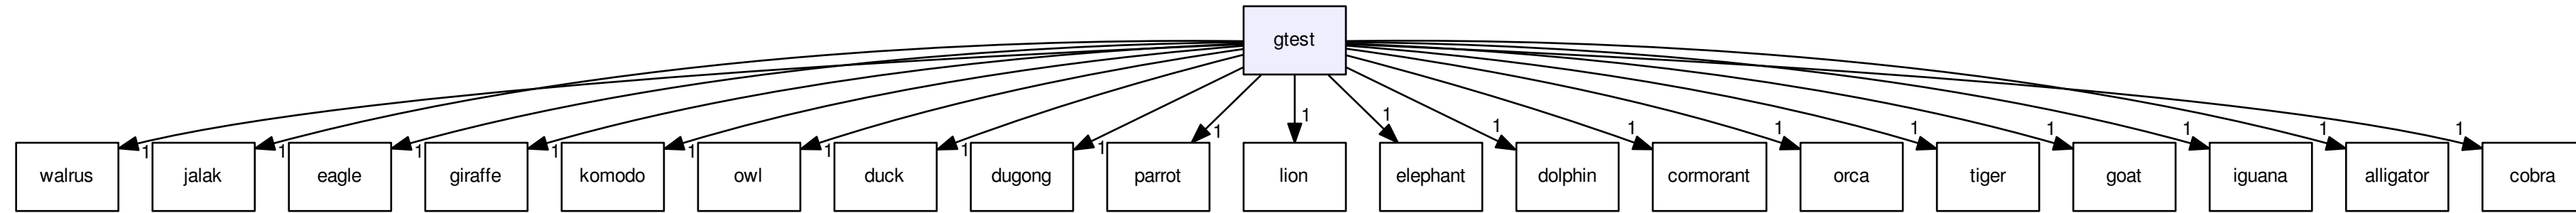 gtest
1 1 1
1 1 1 1 1 1 1 1
1 1 1 1 1 1 1 1
walrus jalak eagle giraffe komodo owl duck dugong parrot lion elephant dolphin cormorant orca tiger goat iguana alligator cobra